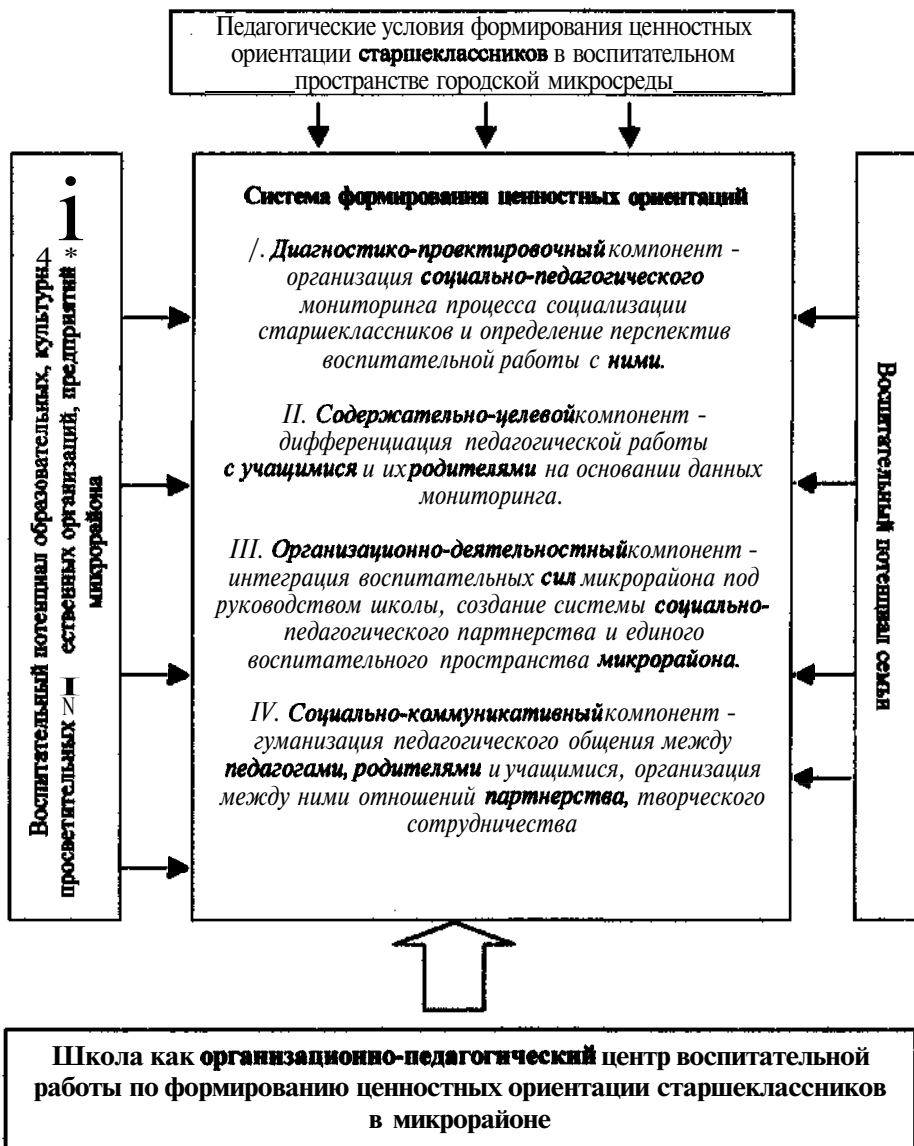 Педагогические условия формирования ценностных
ориентации старшеклассников в воспитательном
пространстве городской микросреды
Воспитательный потенциал образовательных, культурн
просветительных ественных организаций, предприятий
микрорайона
Система формирования ценностных ориентаций
/. Диагностико-проектировочный компонент -
организация социально-педагогического
мониторинга процесса социализации
старшеклассников и определение перспектив
воспитательной работы с ними.
II. Содержательно-целевой компонент -
дифференциация педагогической работы
с учащимися и их родителями на основании данных
мониторинга.
III. Организационно-деятельностный компонент -
интеграция воспитательных сил микрорайона под
руководством школы, создание системы социально-
педагогического партнерства и единого
воспитательного пространства микрорайона.
IV. Социально-коммуникативный компонент -
гуманизация педагогического общения между
педагогами, родителями и учащимися, организация
между ними отношений партнерства, творческого
сотрудничества
Воспитательный потенциал семьи
Школа как организационно-педагогический центр воспитательной
работы по формированию ценностных ориентации старшеклассников
в микрорайоне